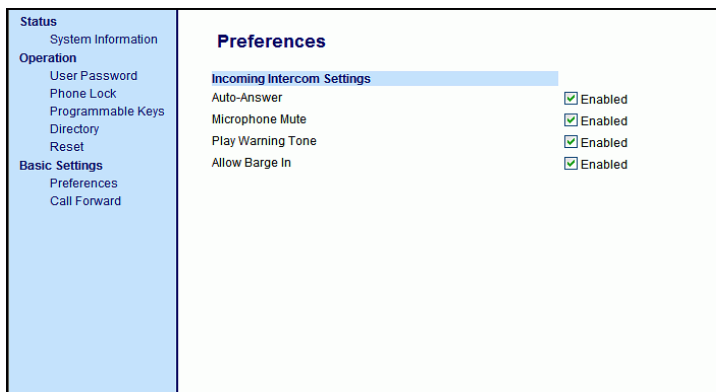 Status
System Information
Operation
User Password
Phone Lock
Programmable Keys
Directory
Reset
Basic Settings
Preferences
Call Forward
Preferences
Incoming Intercom Settings
Auto-Answer Enabled
Microphone Mute Enabled
Play Warning Tone Enabled
Allow Barge In Enabled